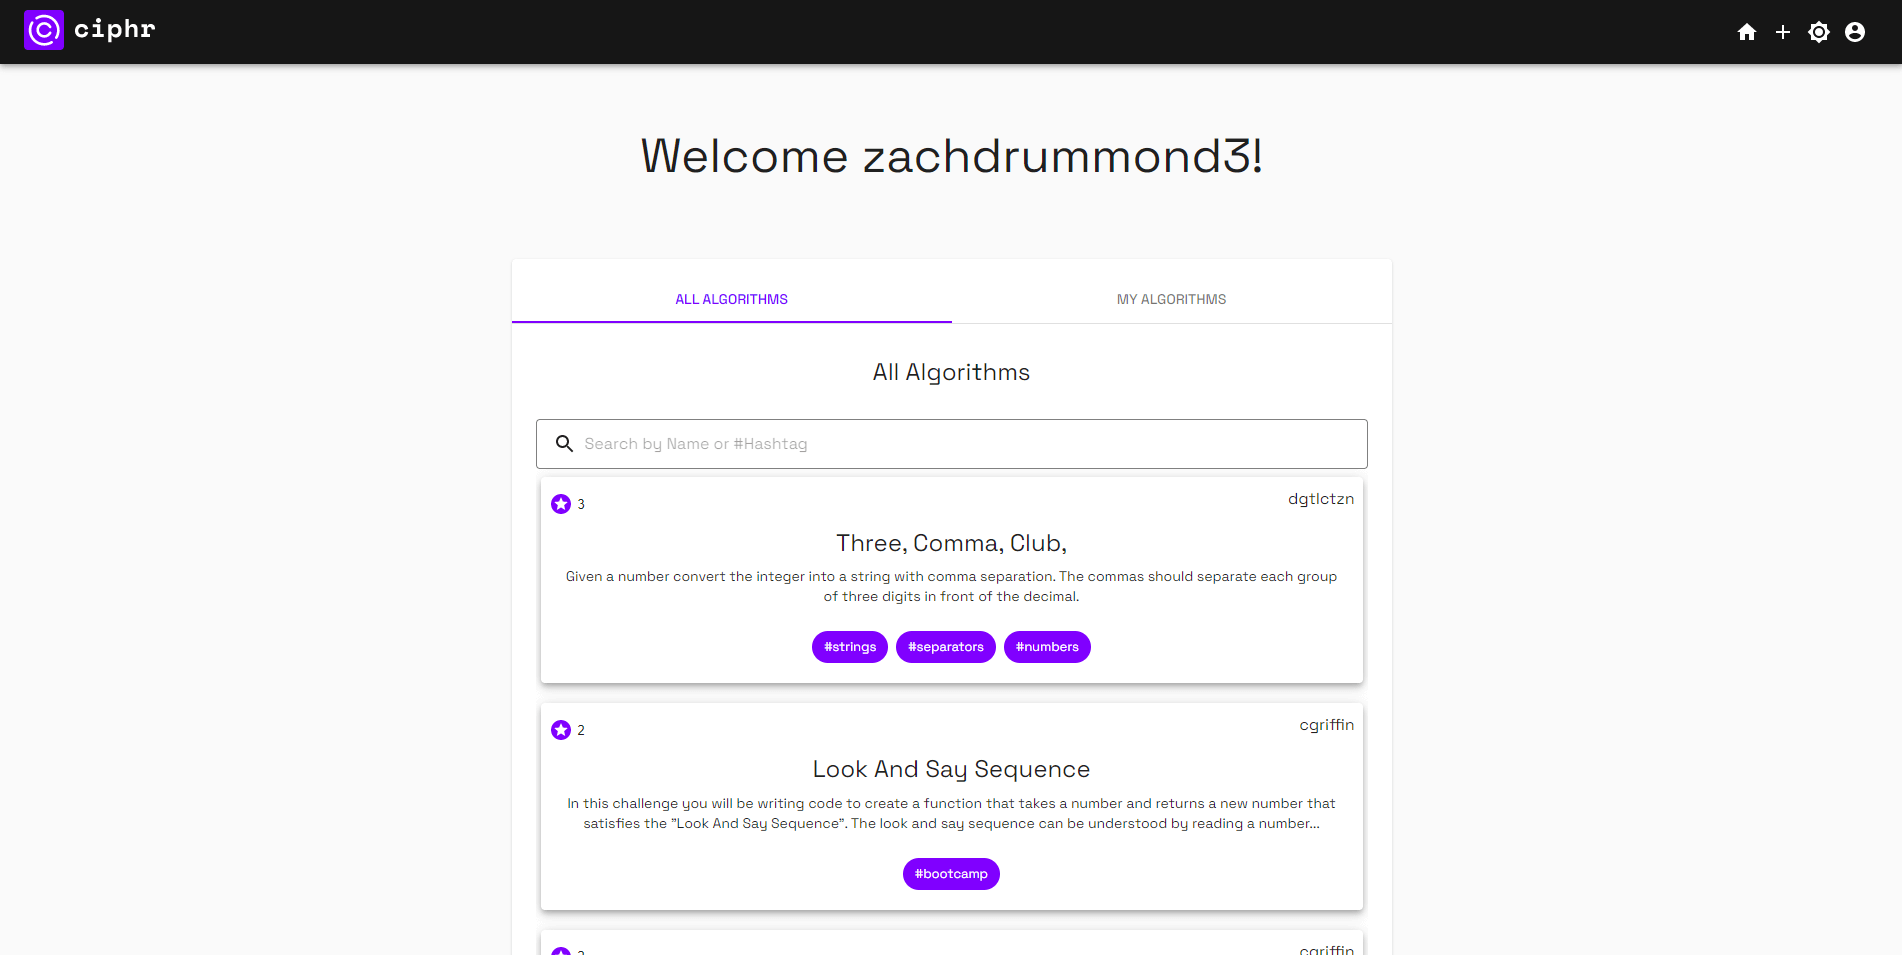 ciphr
Welcome zachdrummond3!
ALL ALGORITHMS
MY ALGORITHMS
All Algorithms
Search by Name or #Hashtag
3
dgtlctzn
Three, Comma, Club,
Given a number convert the integer into a string with comma separation. The commas should separate each group
of three digits in front of the decimal.
#strings #separators #numbers
2
cgriffin
Look And Say Sequence
In this challenge you will be writing code to create a function that takes a number and returns a new number that
satisfies the "Look And Say Sequence". The look and say sequence can be understood by reading a number...
#bootcamp
cgriffin